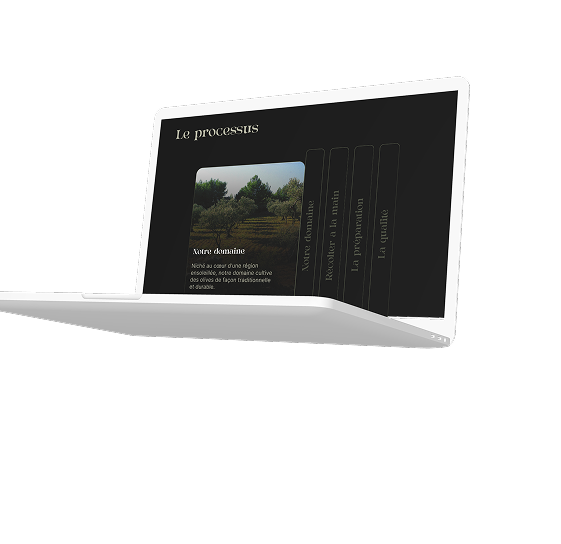 Le processus
Notre domaine
Niché au cœur d'une région
ensoleillée, notre domaine cultive
des olives de façon traditionnelle
et durable.
Notre domaine
Récolter a la main
La préparation
La qualité